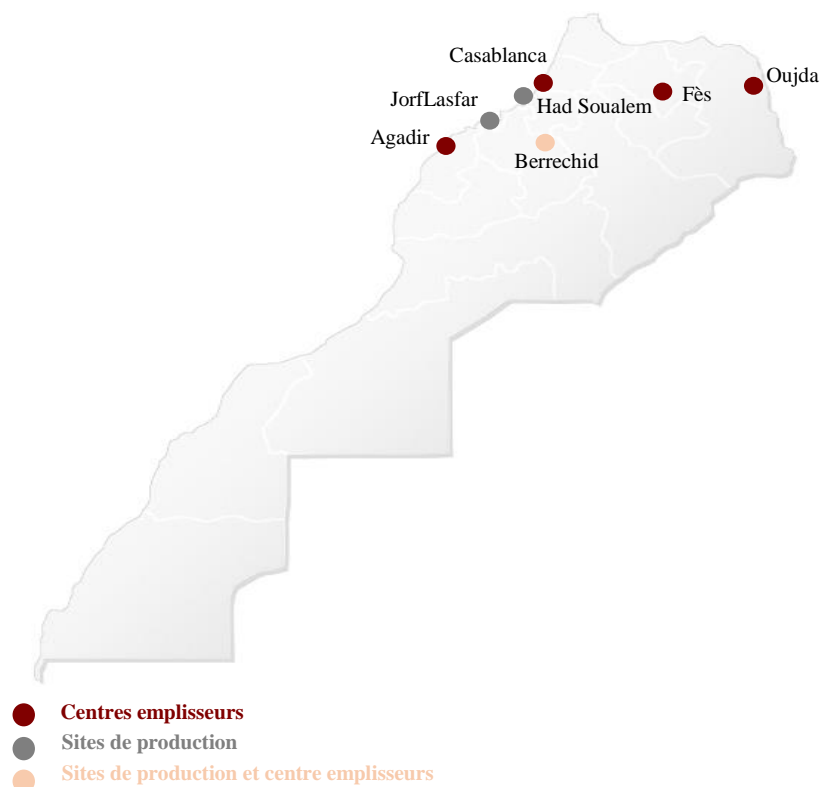 Casablanca
Oujda
JorfLasfar
Had Soualem
Fès
Agadir
Berrechid
Centres emplisseurs
Sites de production
Sites de production et centre emplisseurs